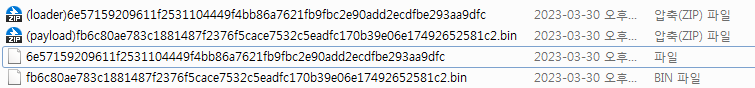 ZIP (loader)6e57159209611f2531104449f4bb86a7621fb9fbc2e90add2ecdfbe293aa9dfc 2023-03-30 오후... 압축(ZIP) 파일
ZIP (payload)fb6c80ae783c1881487f2376f5cace7532c5eadfc170b39e06e17492652581c2.bin 2023-03-30 오후... 압축(ZIP) 파일
6e57159209611f2531104449f4bb86a7621fb9fbc2e90add2ecdfbe293aa9dfc 2023-03-30 오후... 파일
fb6c80ae783c1881487f2376f5cace7532c5eadfc170b39e06e17492652581c2.bin 2023-03-30 오후... BIN 파일